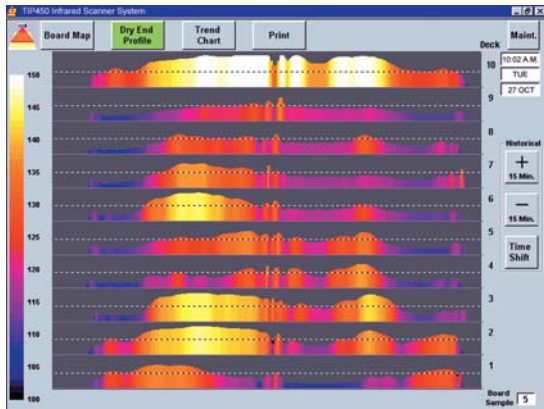 TIP450 Infrared Scanner System
Board Map
Dry End
Profile
Trend
Chart
Print
Maint.
Deck
10:02 A.M.
TUE
27 OCT
150
145
140
135
130
125
120
115
110
105
100
10
9
8
7
6
5
4
3
2
1
Historical
+
15 Min.
—
15 Min.
Time
Shift
Board
Sample
5